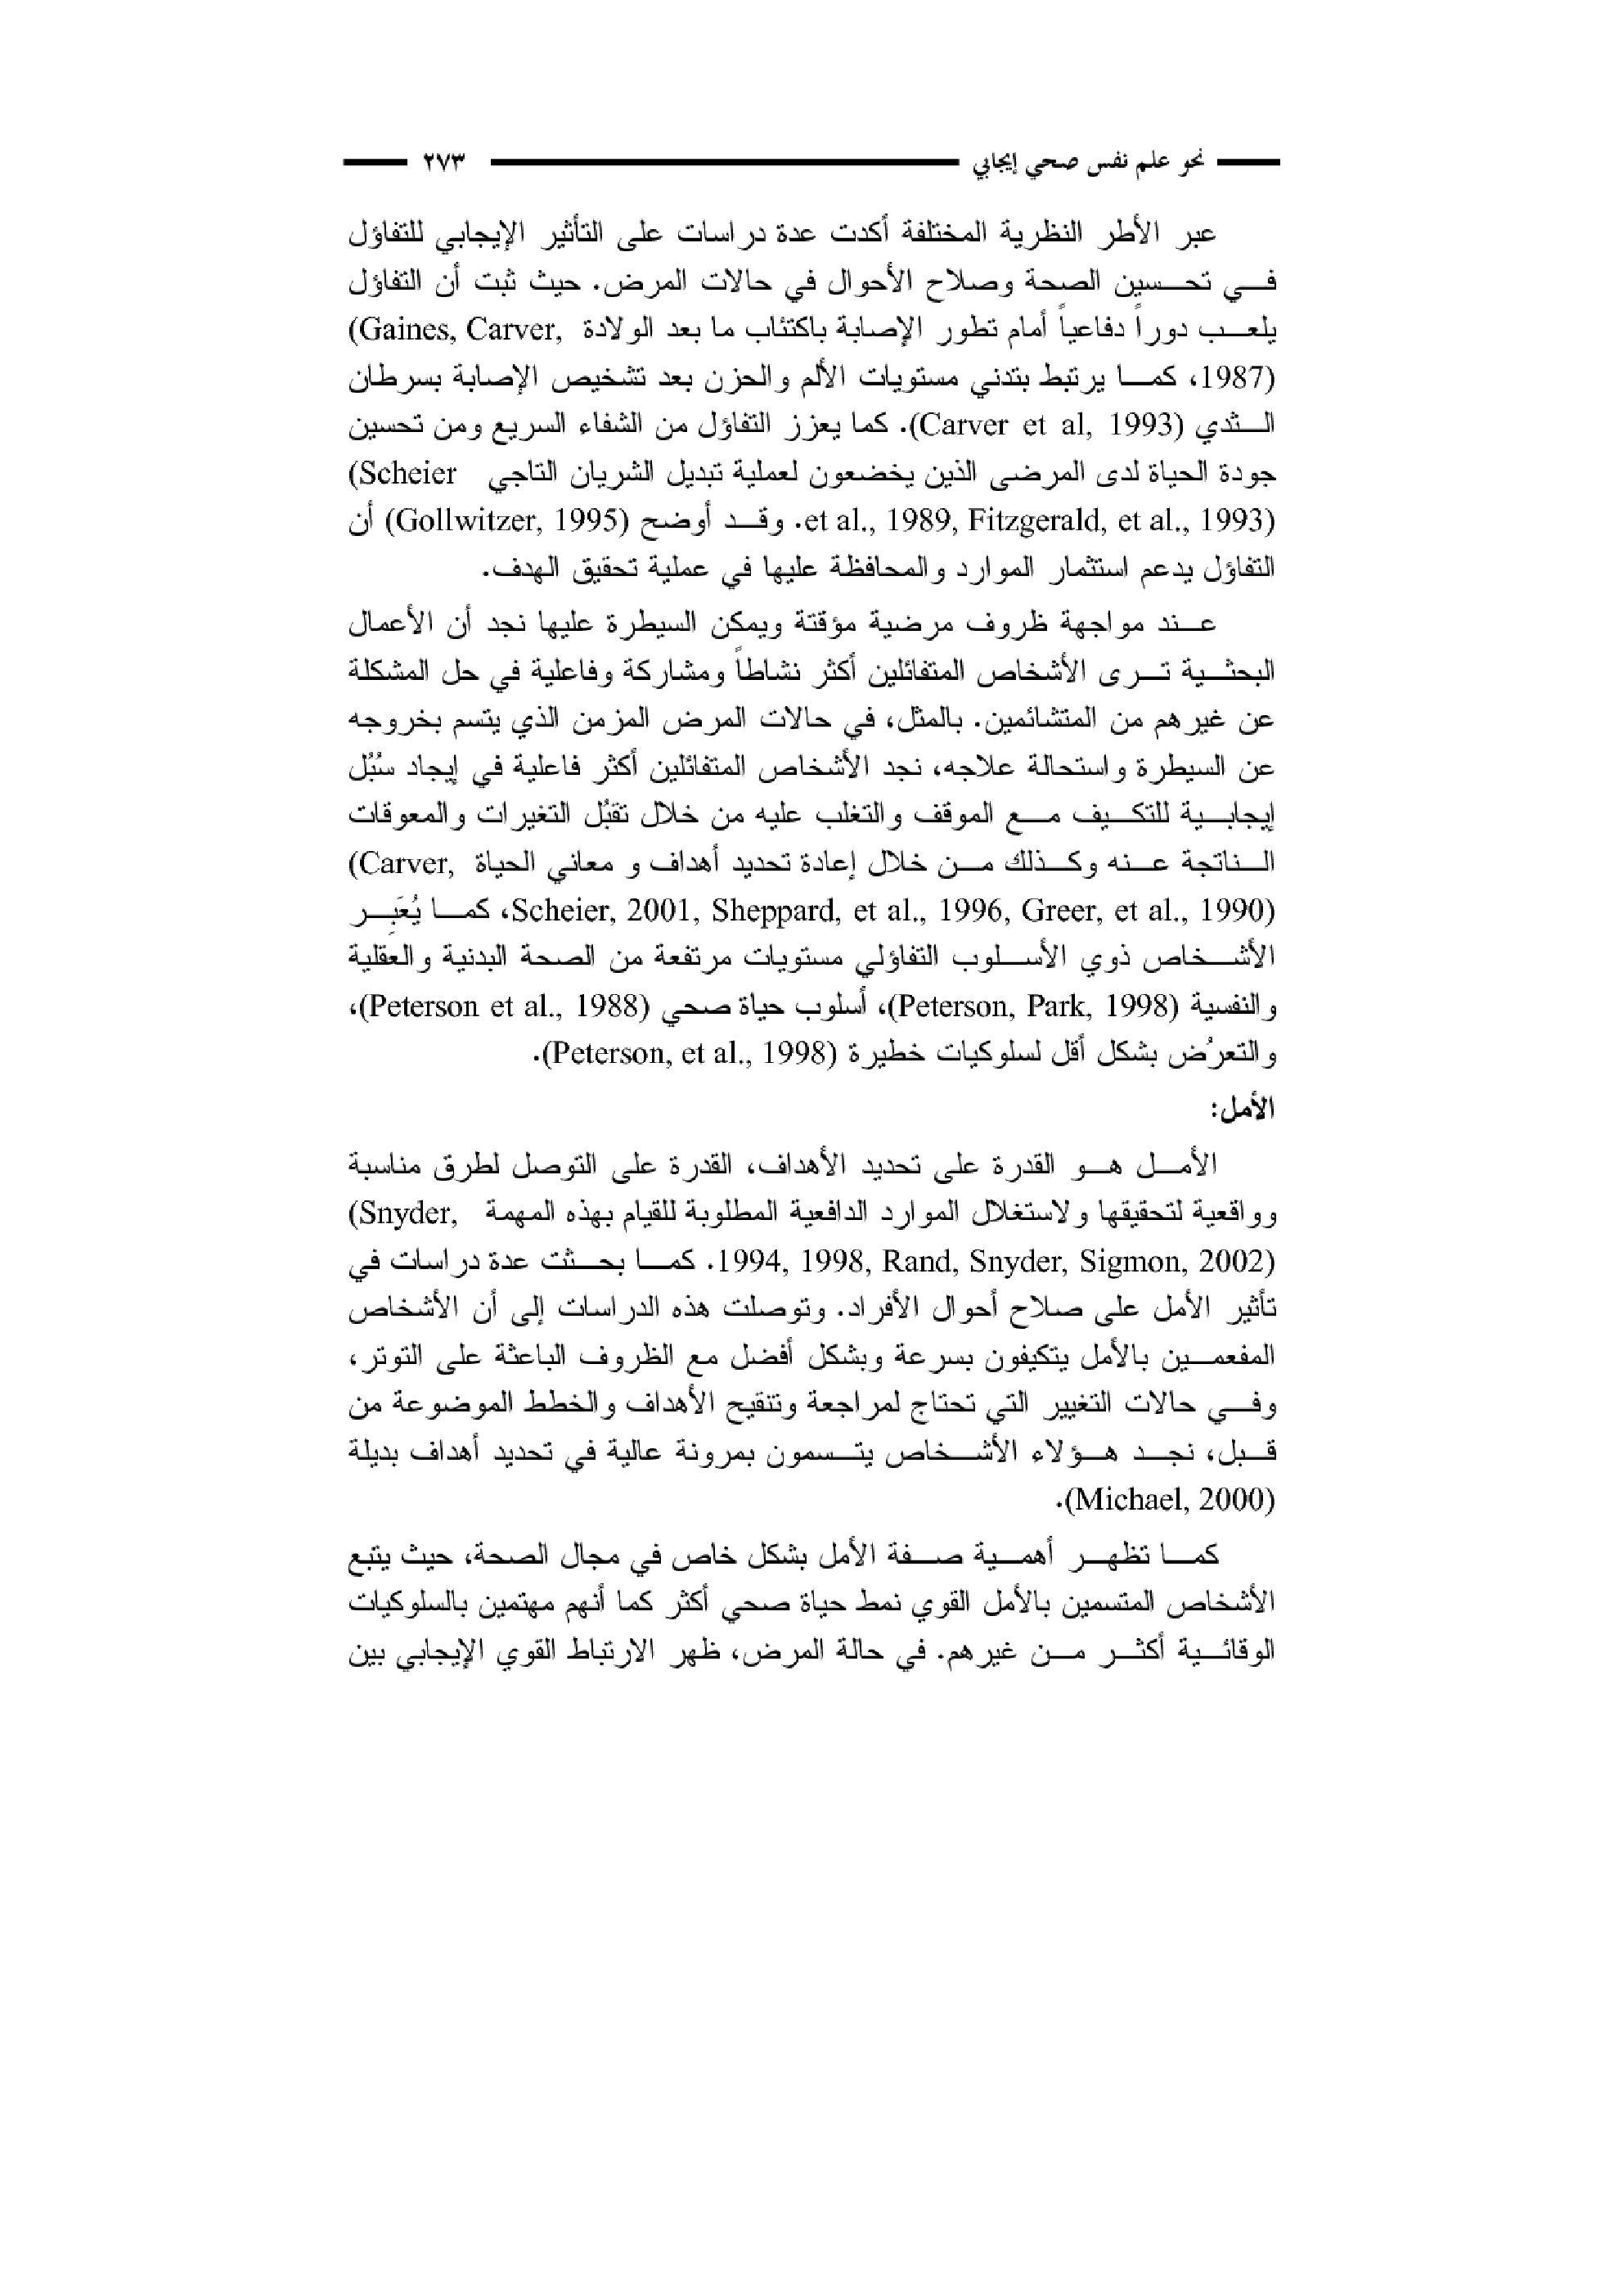 نحو علم نفس صحي إيجابي ٢٧٣
عبر الأطر النظرية المختلفة أكدت عدة دراسات على التأثير الإيجابي للتفاؤل
في تحسين الصحة وصلاح الأحوال في حالات المرض. حيث ثبت أن التفاؤل
يلعب دوراً دفاعياً أمام تطور الإصابة باكتئاب ما بعد الولادة (Gaines, Carver,
1987)، كما يرتبط بتدني مستويات الألم والحزن بعد تشخيص الإصابة بسرطان
الثدي (Carver et al, 1993). كما يعزز التفاؤل من الشفاء السريع ومن تحسين
جودة الحياة لدى المرضى الذين يخضعون لعملية تبديل الشريان التاجي (Scheier
et al., 1989, Fitzgerald, et al., 1993). وقد أوضح (Gollwitzer, 1995) أن
التفاؤل يدعم استثمار الموارد والمحافظة عليها في عملية تحقيق الهدف.
عند مواجهة ظروف مرضية مؤقتة ويمكن السيطرة عليها نجد أن الأعمال
البحثية ترى الأشخاص المتفائلين أكثر نشاطاً ومشاركة وفاعلية في حل المشكلة
عن غيرهم من المتشائمين. بالمثل، في حالات المرض المزمن الذي يتسم بخروجه
عن السيطرة واستحالة علاجه، نجد الأشخاص المتفائلين أكثر فاعلية في إيجاد سُبُل
إيجابية للتكيف مع الموقف والتغلب عليه من خلال تقبُل التغيرات والمعوقات
الناتجة عنه وكذلك من خلال إعادة تحديد أهداف و معاني الحياة (Carver,
Scheier, 2001, Sheppard, et al., 1996, Greer, et al., 1990)، كما يُعَبِر
الأشخاص ذوي الأسلوب التفاؤلي مستويات مرتفعة من الصحة البدنية والعقلية
والنفسية (Peterson, Park, 1998)، أسلوب حياة صحي (Peterson et al., 1988)،
والتعرُض بشكل أقل لسلوكيات خطيرة (Peterson, et al., 1998).
الأمل:
الأمل هو القدرة على تحديد الأهداف، القدرة على التوصل لطرق مناسبة
وواقعية لتحقيقها ولاستغلال الموارد الدافعية المطلوبة للقيام بهذه المهمة (Snyder,
1994, 1998, Rand, Snyder, Sigmon, 2002). كما بحثت عدة دراسات في
تأثير الأمل على صلاح أحوال الأفراد. وتوصلت هذه الدراسات إلى أن الأشخاص
المفعمين بالأمل يتكيفون بسرعة وبشكل أفضل مع الظروف الباعثة على التوتر،
وفي حالات التغيير التي تحتاج لمراجعة وتنقيح الأهداف والخطط الموضوعة من
قبل، نجد هؤلاء الأشخاص يتسمون بمرونة عالية في تحديد أهداف بديلة
(Michael, 2000).
كما تظهر أهمية صفة الأمل بشكل خاص في مجال الصحة، حيث يتبع
الأشخاص المتسمين بالأمل القوي نمط حياة صحي أكثر كما أنهم مهتمين بالسلوكيات
الوقائية أكثر من غيرهم. في حالة المرض، ظهر الارتباط القوي الإيجابي بين